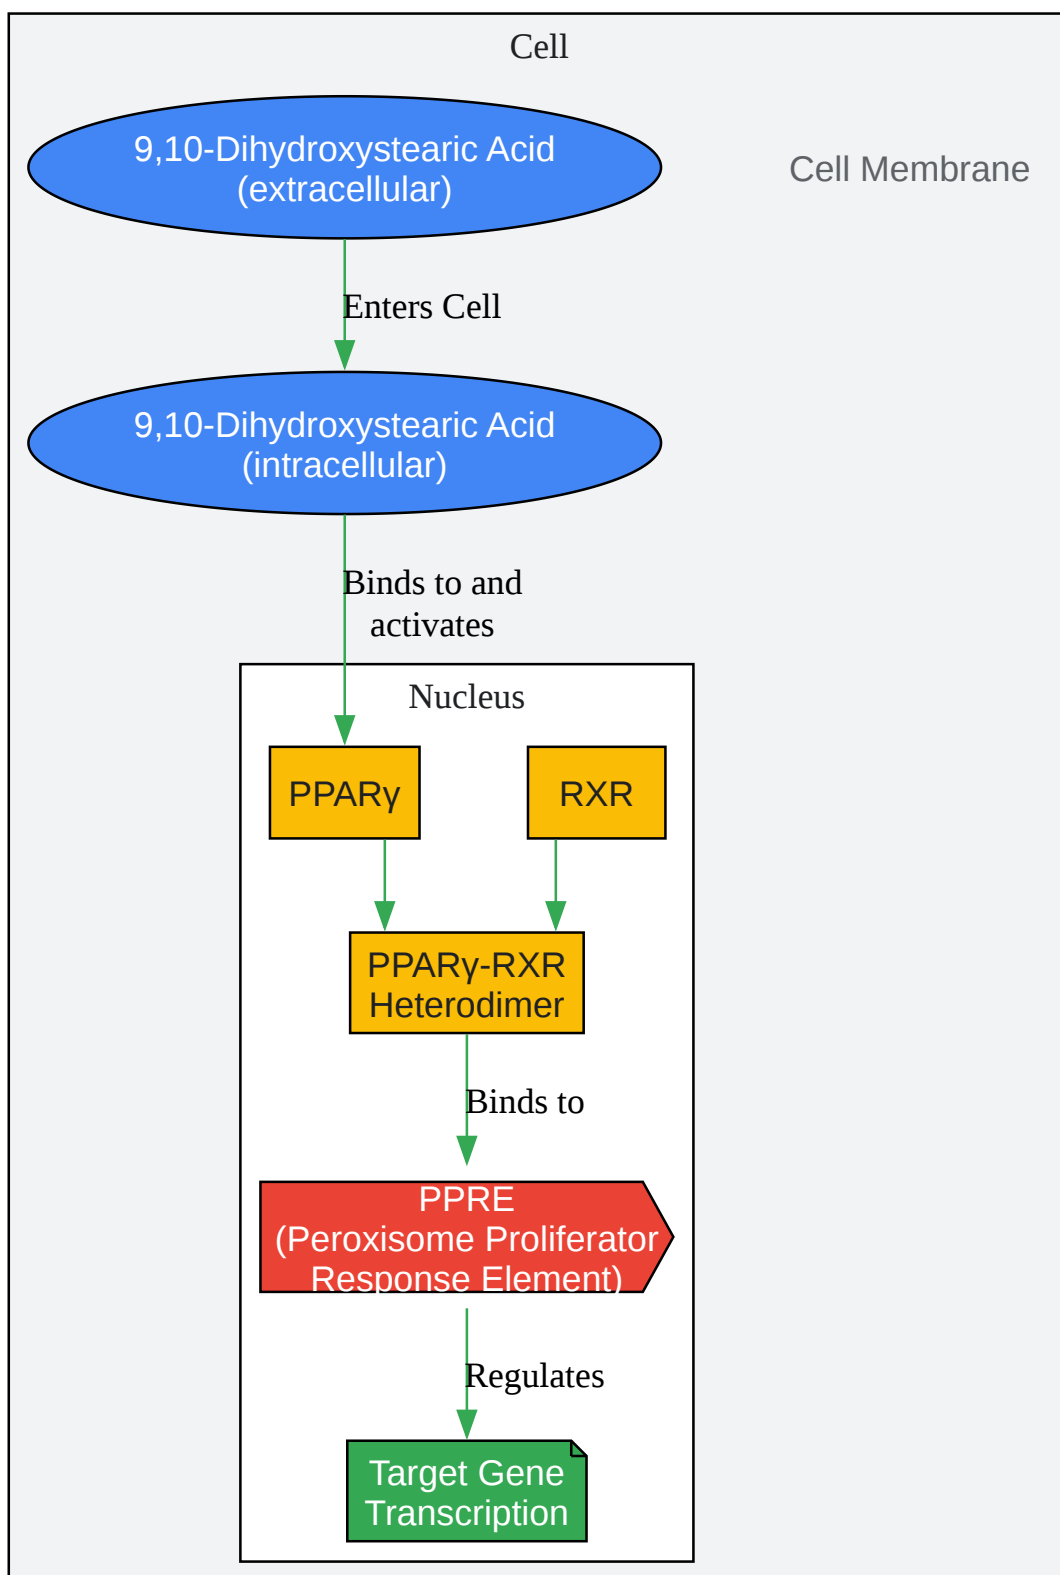 Cell
9,10-Dihydroxystearic Acid
(extracellular)
Cell Membrane
Enters Cell
9,10-Dihydroxystearic Acid
(intracellular)
Binds to and
activates
Nucleus
PPARγ
RXR
PPARγ-RXR
Heterodimer
Binds to
PPRE
(Peroxisome Proliferator
Response Element)
Regulates
Target Gene
Transcription